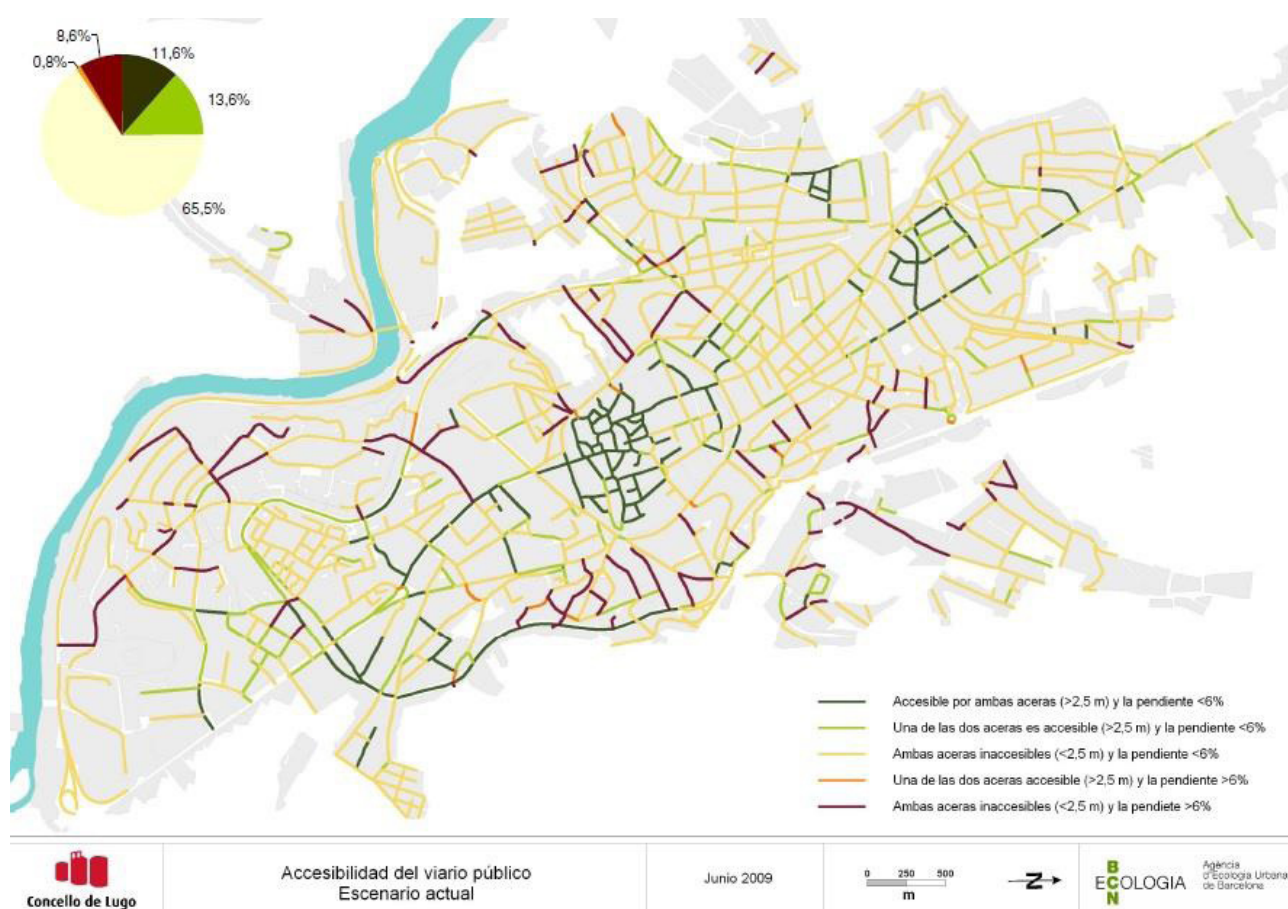 8,6%
0,8%
11,6%
13,6%
65,5%
Accesible por ambas aceras (>2,5 m) y la pendiente <6%
Una de las dos aceras es accesible (>2,5 m) y la pendiente <6%
Ambas aceras inaccesibles (<2,5 m) y la pendiente <6%
Una de las dos aceras accesible (>2,5 m) y la pendiente >6%
Ambas aceras inaccesibles (<2,5 m) y la pendiete >6%
Concello de Lugo
Accesibilidad del viario público
Escenario actual
Junio 2009
0 250 500
m
N
BCN
ECOLOGIA
Agència
d'Ecologia Urbana
de Barcelona